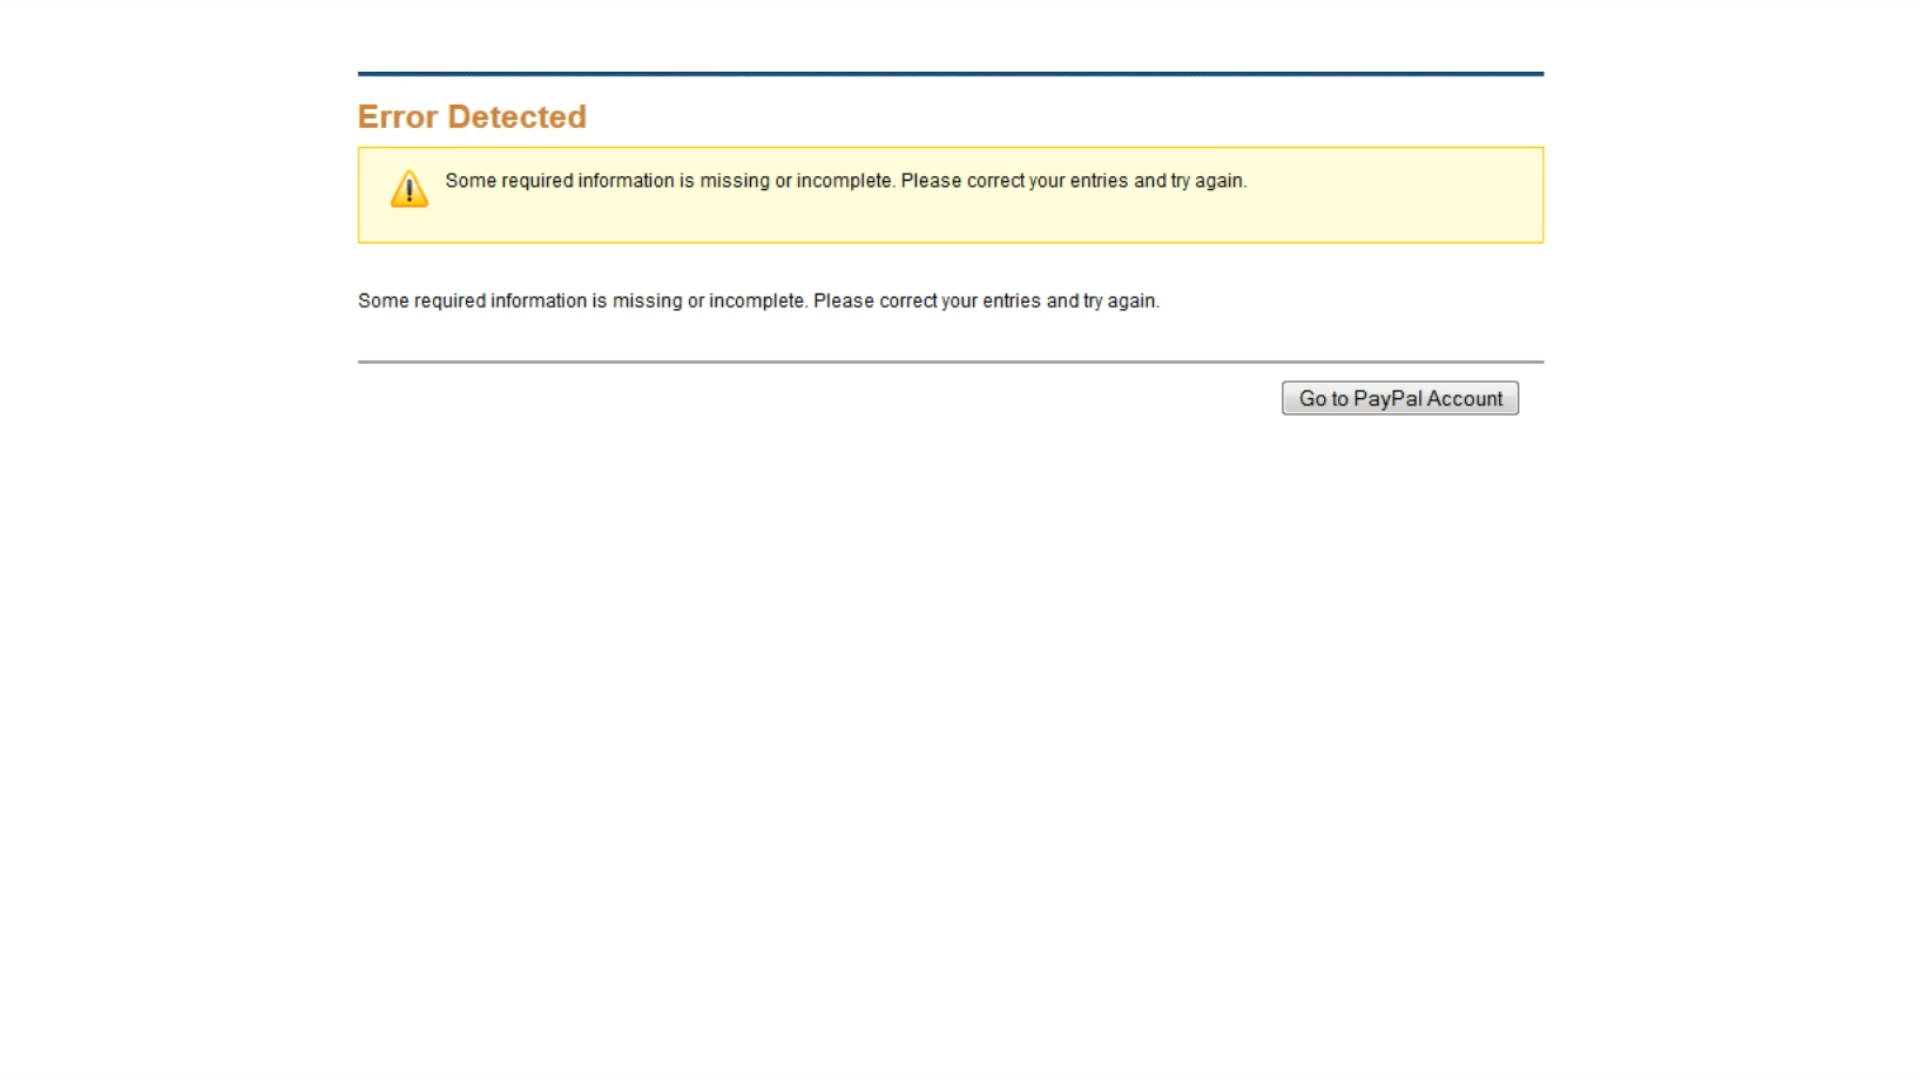 Error Detected
Some required information is missing or incomplete. Please correct your entries and try again.
Some required information is missing or incomplete. Please correct your entries and try again.
Go to PayPal Account